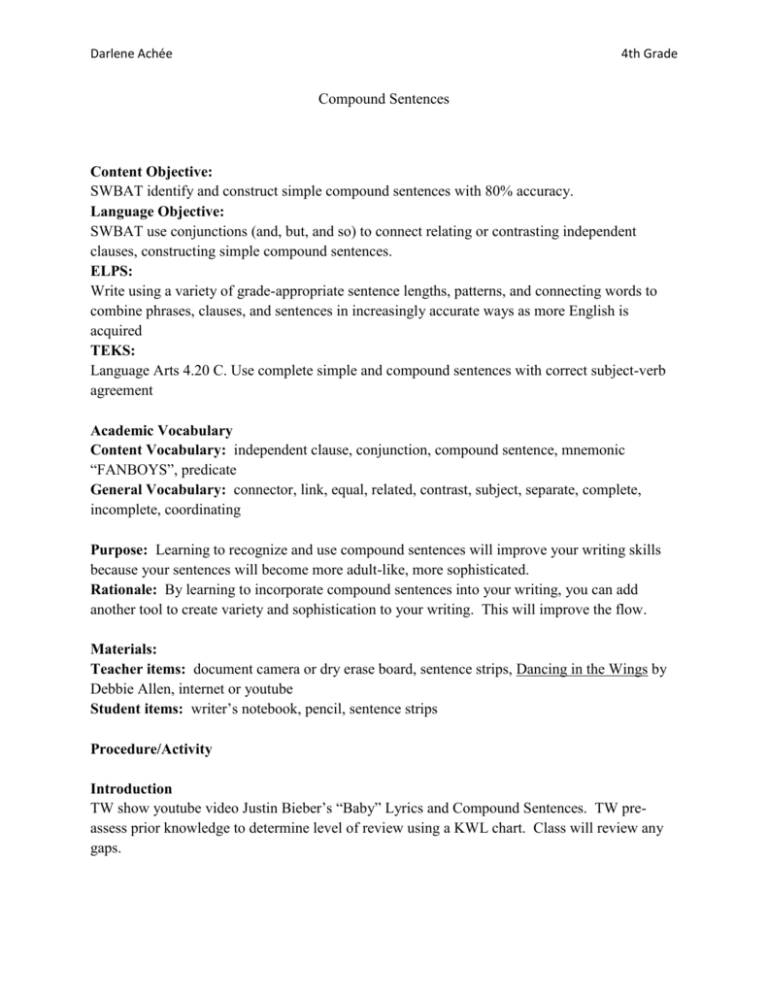 Darlene Achée 4th Grade
Compound Sentences
Content Objective:
SWBAT identify and construct simple compound sentences with 80% accuracy.
Language Objective:
SWBAT use conjunctions (and, but, and so) to connect relating or contrasting independent
clauses, constructing simple compound sentences.
ELPS:
Write using a variety of grade-appropriate sentence lengths, patterns, and connecting words to
combine phrases, clauses, and sentences in increasingly accurate ways as more English is
acquired
TEKS:
Language Arts 4.20 C. Use complete simple and compound sentences with correct subject-verb
agreement
Academic Vocabulary
Content Vocabulary: independent clause, conjunction, compound sentence, mnemonic
“FANBOYS”, predicate
General Vocabulary: connector, link, equal, related, contrast, subject, separate, complete,
incomplete, coordinating
Purpose: Learning to recognize and use compound sentences will improve your writing skills
because your sentences will become more adult-like, more sophisticated.
Rationale: By learning to incorporate compound sentences into your writing, you can add
another tool to create variety and sophistication to your writing. This will improve the flow.
Materials:
Teacher items: document camera or dry erase board, sentence strips, Dancing in the Wings by
Debbie Allen, internet or youtube
Student items: writer’s notebook, pencil, sentence strips
Procedure/Activity
Introduction
TW show youtube video Justin Bieber’s “Baby” Lyrics and Compound Sentences. TW pre-
assess prior knowledge to determine level of review using a KWL chart. Class will review any
gaps.